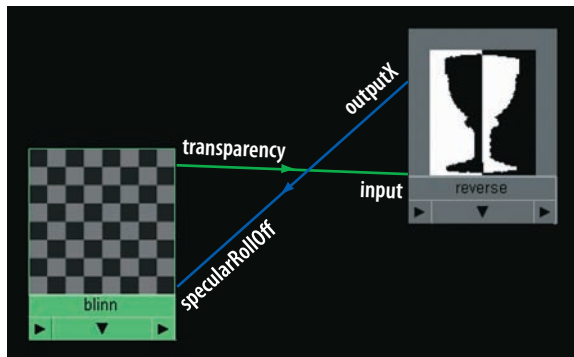 outputX
transparency
input
reverse
specularRollOff
blinn